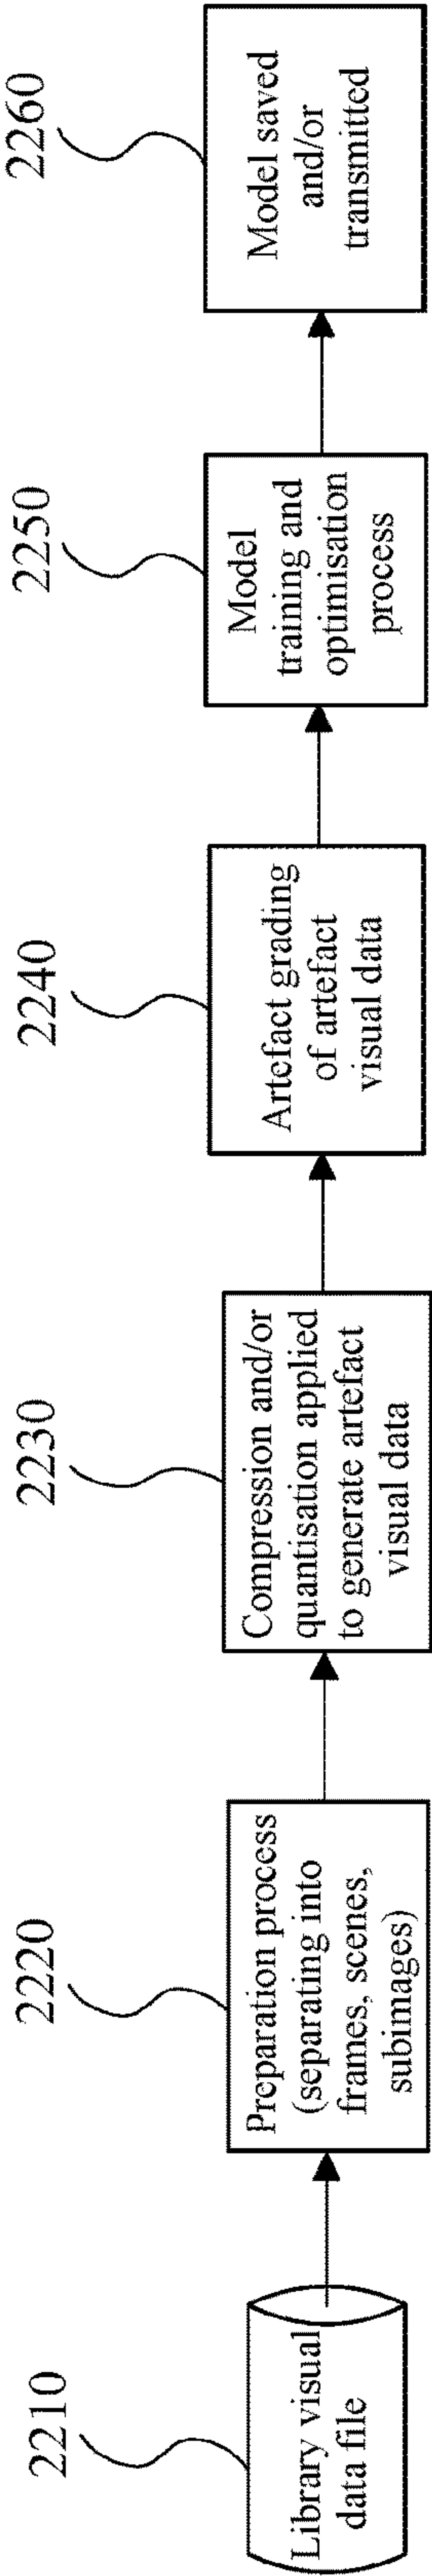 2210
Library visual
data file
2220
Preparation process
(separating into
frames, scenes,
subimages)
2230
Compression and/or
quantisation applied
to generate artefact
visual data
2240
Artefact grading
of artefact
visual data
2250
Model
training and
optimisation
process
2260
Model saved
and/or
transmitted